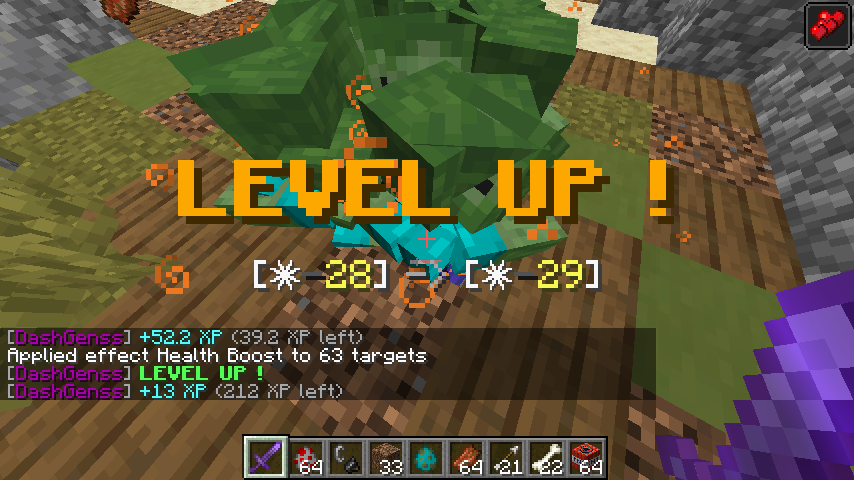 LEVEL UP !
[☀-28] ⇒ [☀-29]
[DashGenss] +52.2 XP (39.2 XP left)
Applied effect Health Boost to 63 targets
[DashGenss] LEVEL UP !
[DashGenss] +13 XP (212 XP left)
64 33 64 21 22 64